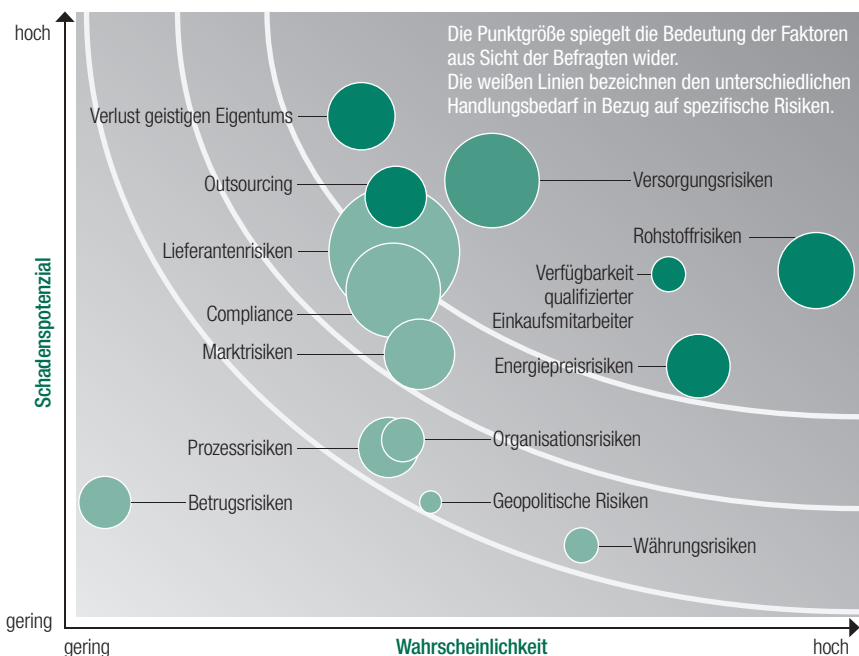 hoch
Die Punktgröße spiegelt die Bedeutung der Faktoren
aus Sicht der Befragten wider.
Die weißen Linien bezeichnen den unterschiedlichen
Handlungsbedarf in Bezug auf spezifische Risiken.
Verlust geistigen Eigentums
Outsourcing
Versorgungsrisiken
Lieferantenrisiken
Rohstoffrisiken
Verfügbarkeit
qualifizierter
Einkaufsmitarbeiter
Compliance
Marktrisiken
Energiepreisrisiken
Prozessrisiken
Organisationsrisiken
Betrugsrisiken
Geopolitische Risiken
Währungsrisiken
Schadenspotenzial
gering
gering
Wahrscheinlichkeit
hoch